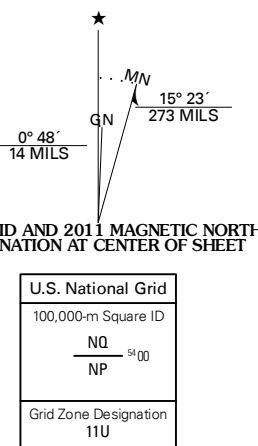 ★
MN
GN
15° 23´
273 MILS
0° 48´
14 MILS
ID AND 2011 MAGNETIC NORTH
NATION AT CENTER OF SHEET
U.S. National Grid
100,000-m Square ID
NQ
5400
NP
Grid Zone Designation
11U